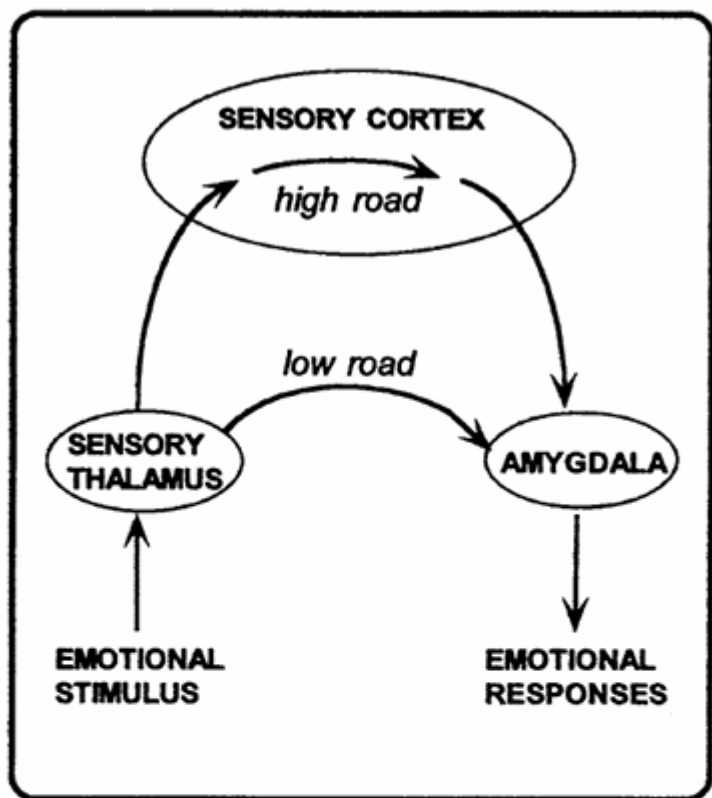 SENSORY CORTEX
high road
low road
SENSORY
THALAMUS
AMYGDALA
EMOTIONAL
STIMULUS
EMOTIONAL
RESPONSES